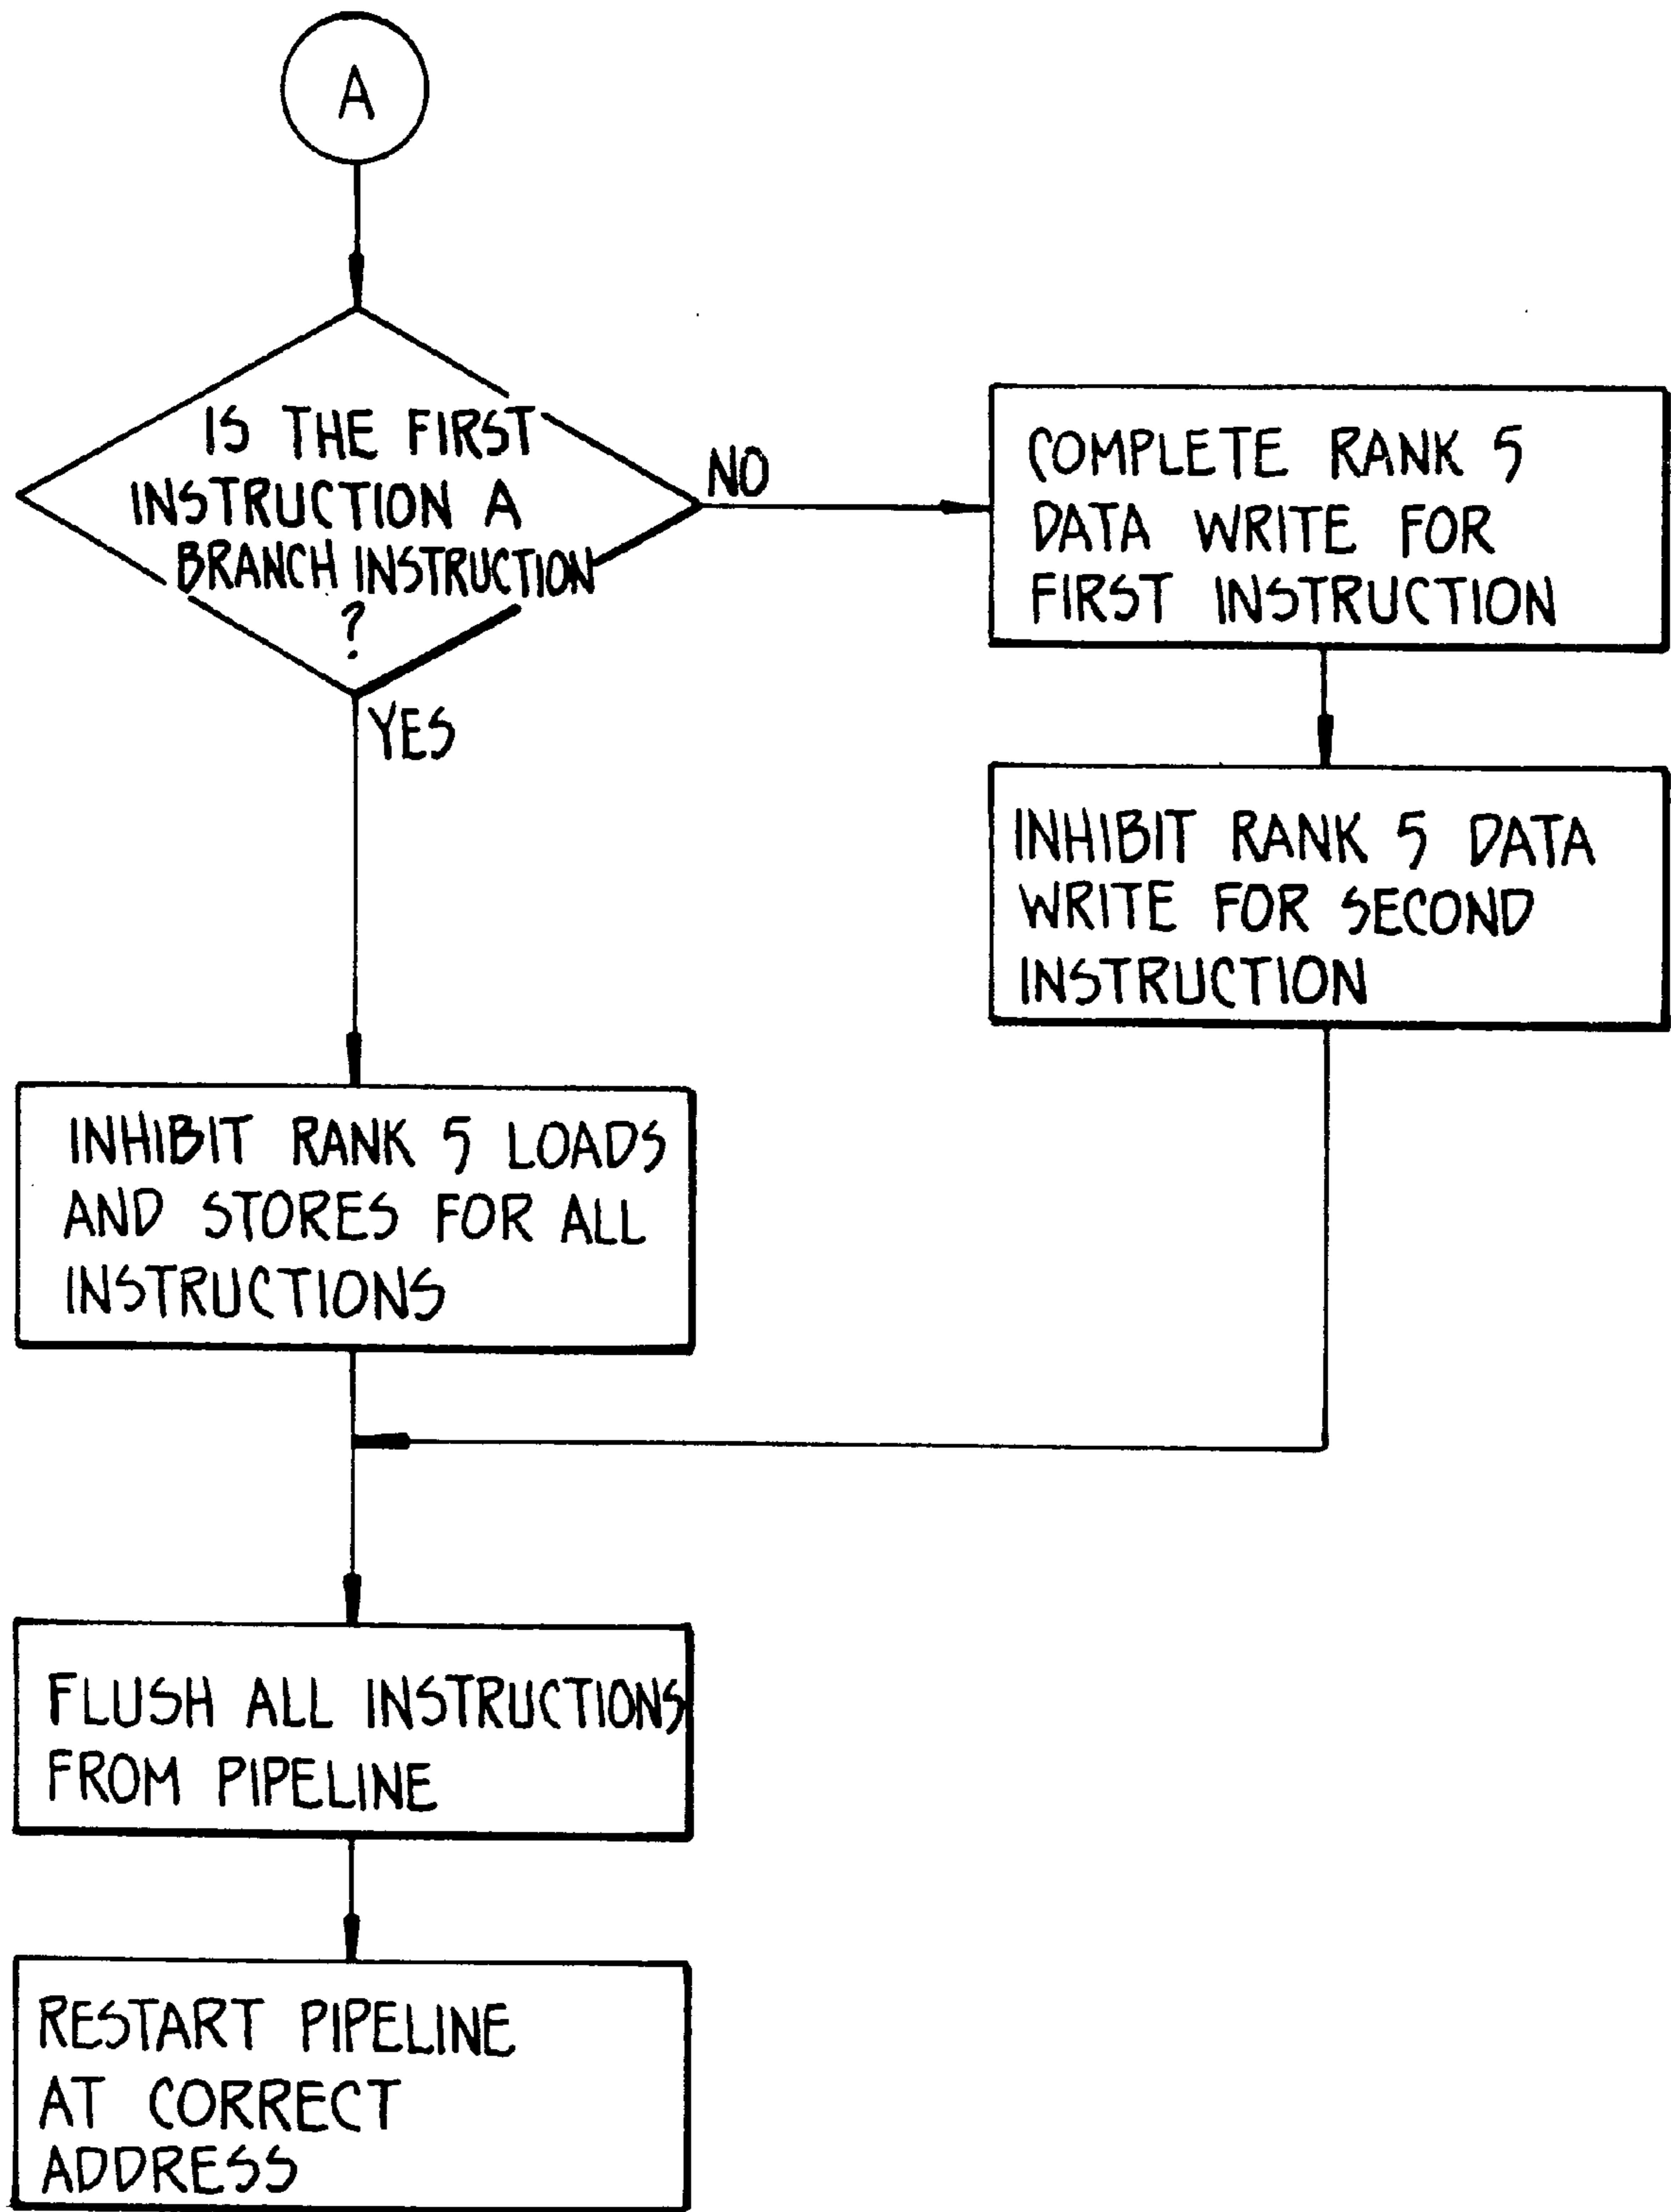 A
IS THE FIRST
INSTRUCTION A
BRANCH INSTRUCTION
?
NO
COMPLETE RANK 5
DATA WRITE FOR
FIRST INSTRUCTION
INHIBIT RANK 5 DATA
WRITE FOR SECOND
INSTRUCTION
YES
INHIBIT RANK 5 LOADS
AND STORES FOR ALL
INSTRUCTIONS
FLUSH ALL INSTRUCTIONS
FROM PIPELINE
RESTART PIPELINE
AT CORRECT
ADDRESS